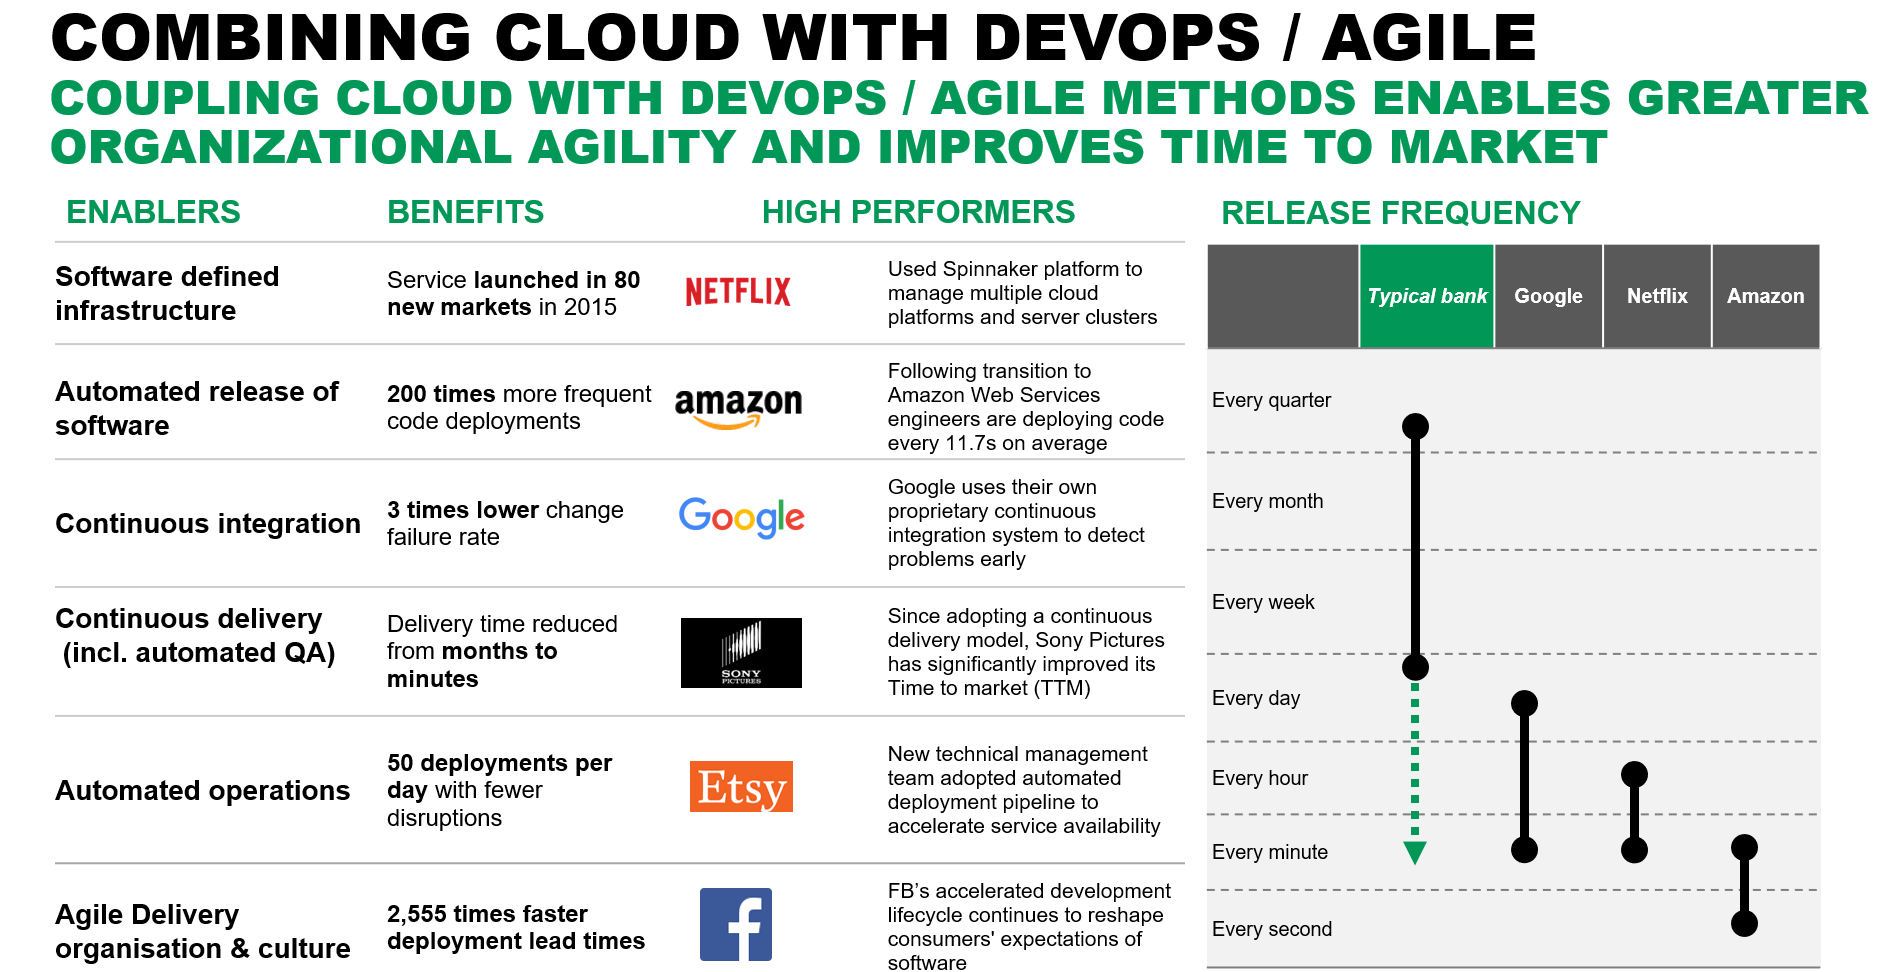 COMBINING CLOUD WITH DEVOPS / AGILE
COUPLING CLOUD WITH DEVOPS / AGILE METHODS ENABLES GREATER
ORGANIZATIONAL AGILITY AND IMPROVES TIME TO MARKET
ENABLERS
BENEFITS
HIGH PERFORMERS
Software defined
infrastructure
Service launched in 80
new markets in 2015
NETFLIX
Used Spinnaker platform to
manage multiple cloud
platforms and server clusters
Automated release of
software
200 times more frequent
code deployments
amazon
Following transition to
Amazon Web Services
engineers are deploying code
every 11.7s on average
Continuous integration
3 times lower change
failure rate
Google
Google uses their own
proprietary continuous
integration system to detect
problems early
Continuous delivery
(incl. automated QA)
Delivery time reduced
from months to
minutes
SONY
PICTURES
Since adopting a continuous
delivery model, Sony Pictures
has significantly improved its
Time to market (TTM)
Automated operations
50 deployments per
day with fewer
disruptions
Etsy
New technical management
team adopted automated
deployment pipeline to
accelerate service availability
Agile Delivery
organisation & culture
2,555 times faster
deployment lead times
f
FB’s accelerated development
lifecycle continues to reshape
consumers' expectations of
software
RELEASE FREQUENCY
Typical bank
Google
Netflix
Amazon
Every quarter
Every month
Every week
Every day
Every hour
Every minute
Every second